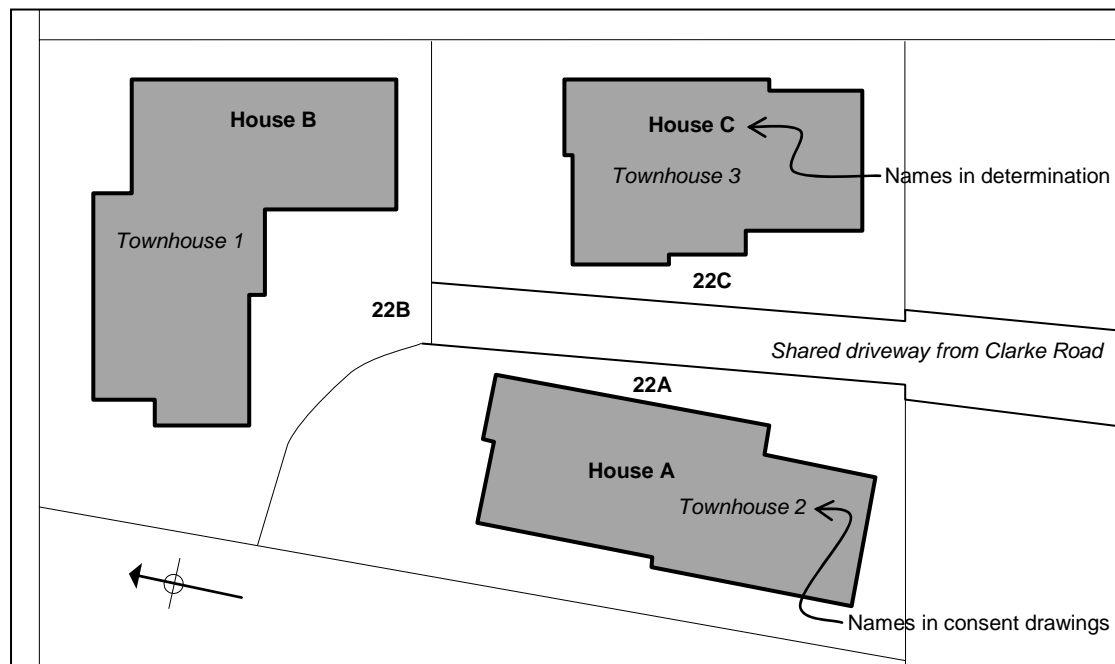 House B
House C
Names in determination
Townhouse 3
Townhouse 1
22C
22B
Shared driveway from Clarke Road
22A
House A
Townhouse 2
Names in consent drawings